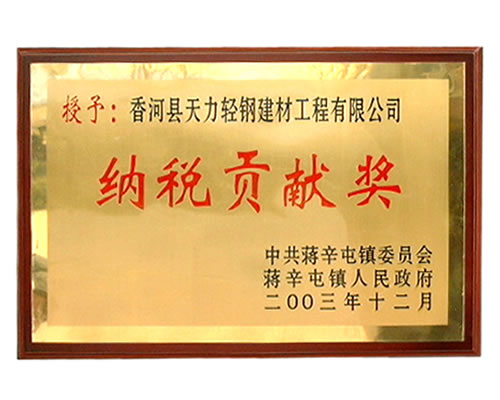 授予：香河县天力轻钢建材工程有限公司
纳税贡献奖
中共蒋辛屯镇委员会
蒋辛屯镇人民政府
二OO三年十二月